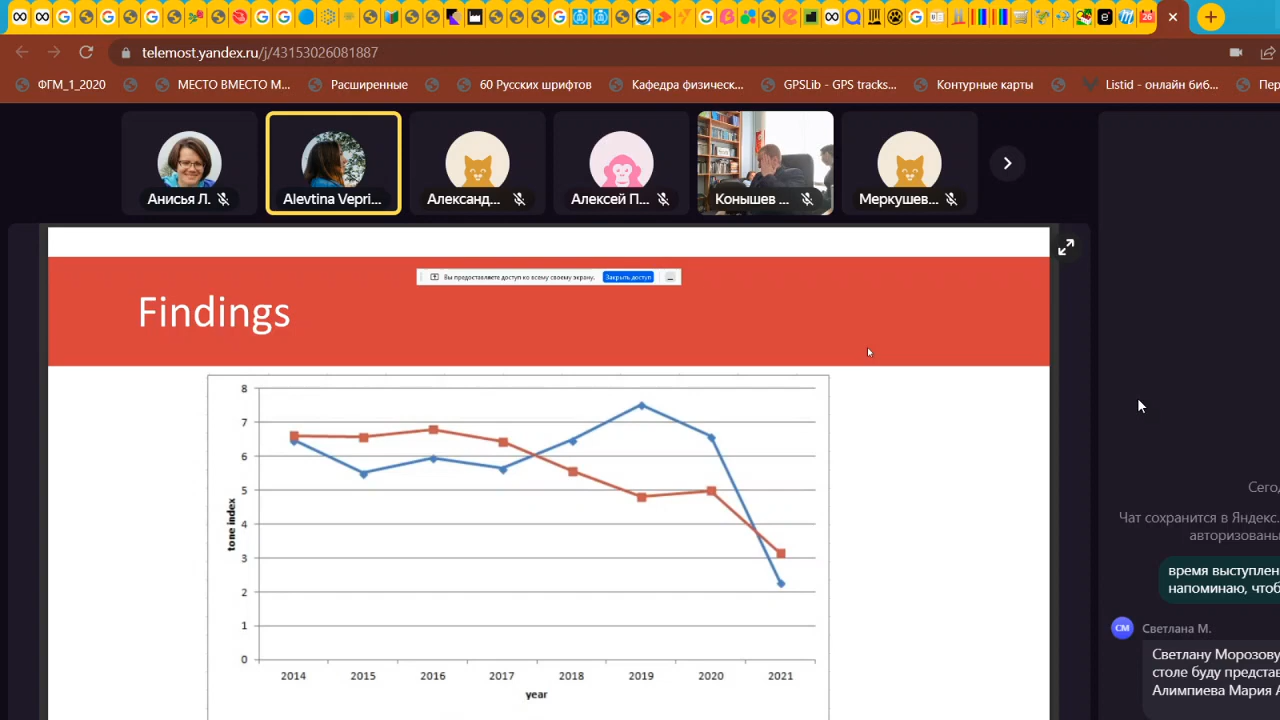 26
telemost.yandex.ru/j/43153026081887
ФГМ_1_2020
МЕСТО ВМЕСТО М...
Расширенные
60 Русских шрифтов
Кафедра физическ...
GPSLib - GPS tracks...
Контурные карты
Listid - онлайн биб...
Пер
Анисья Л.
Alevtina Vepri...
Александ...
Алексей П...
Конышев ...
Меркушев...
Вы предоставляете доступ ко всему своему экрану.
Закрыть доступ
Findings
8
7
6
5
4
3
2
1
0
tone index
2014
2015
2016
2017
2018
2019
2020
2021
year
Сего
Чат сохранится в Яндекс.
авторизованы
время выступлен
напоминаю, чтоб
СМ
Светлана М.
Светлану Морозову
столе буду представ
Алимпиева Мария А